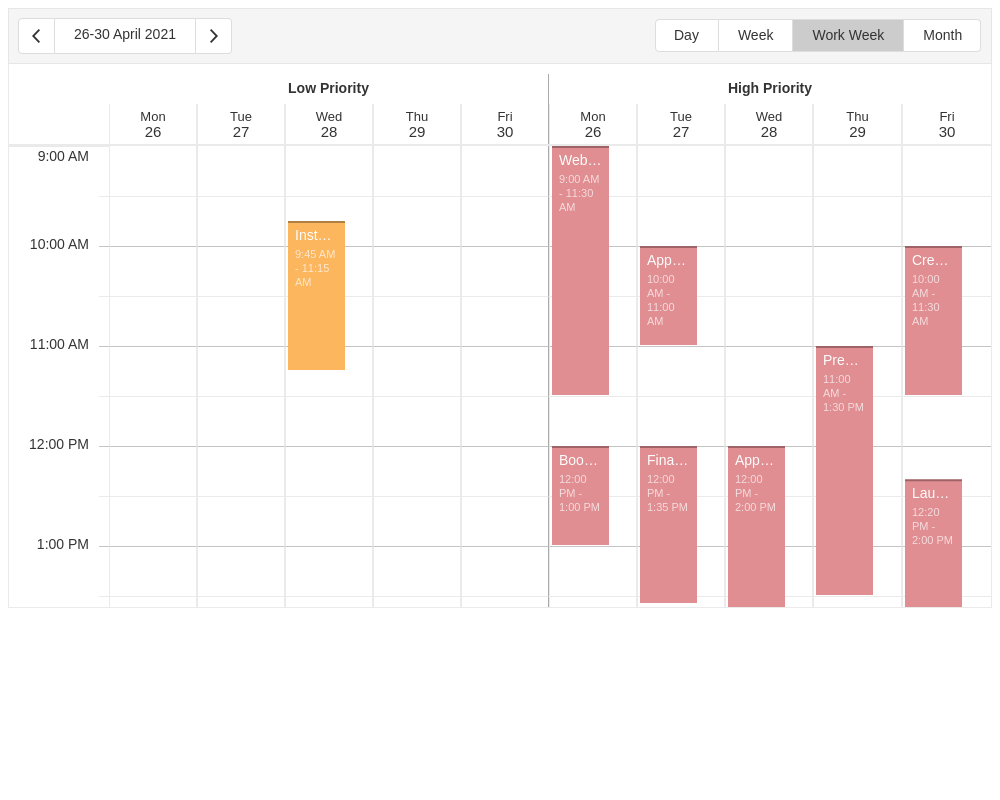 26-30 April 2021
Day Week Work Week Month
Low Priority High Priority
Mon Tue Wed Thu Fri Mon Tue Wed Thu Fri
26 27 28 29 30 26 27 28 29 30
9:00 AM
10:00 AM
11:00 AM
12:00 PM
1:00 PM
Inst…
9:45 AM
- 11:15
AM
Web…
9:00 AM
- 11:30
AM
Boo…
12:00
PM -
1:00 PM
App…
10:00
AM -
11:00
AM
Fina…
12:00
PM -
1:35 PM
App…
12:00
PM -
2:00 PM
Pre…
11:00
AM -
1:30 PM
Cre…
10:00
AM -
11:30
AM
Lau…
12:20
PM -
2:00 PM